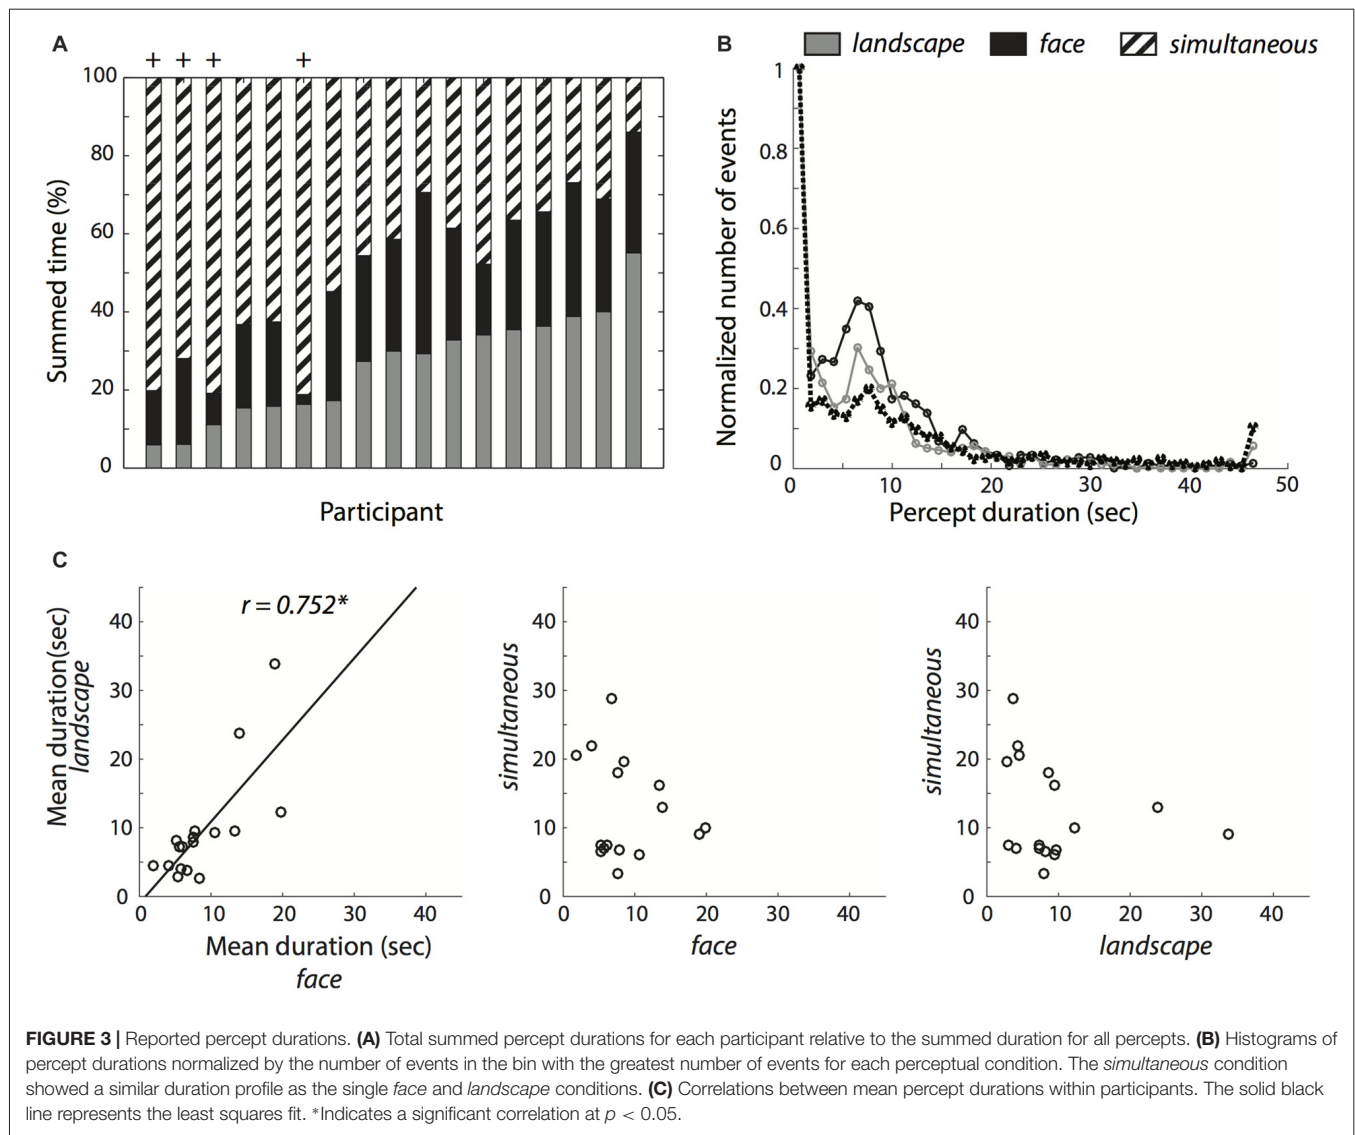 A
+ + + +
100
80
60
40
20
0
Summed time (%)
Participant
B
landscape face simultaneous
1
0.8
0.6
0.4
0.2
0
Normalized number of events
0 10 20 30 40 50
Percept duration (sec)
C
r = 0.752*
40
30
20
10
0
Mean duration(sec)
landscape
0 10 20 30 40
Mean duration (sec)
face
40
30
20
10
0
simultaneous
0 10 20 30 40
face
40
30
20
10
0
simultaneous
0 10 20 30 40
landscape
FIGURE 3 | Reported percept durations. (A) Total summed percept durations for each participant relative to the summed duration for all percepts. (B) Histograms of
percept durations normalized by the number of events in the bin with the greatest number of events for each perceptual condition. The simultaneous condition
showed a similar duration profile as the single face and landscape conditions. (C) Correlations between mean percept durations within participants. The solid black
line represents the least squares fit. *Indicates a significant correlation at p < 0.05.